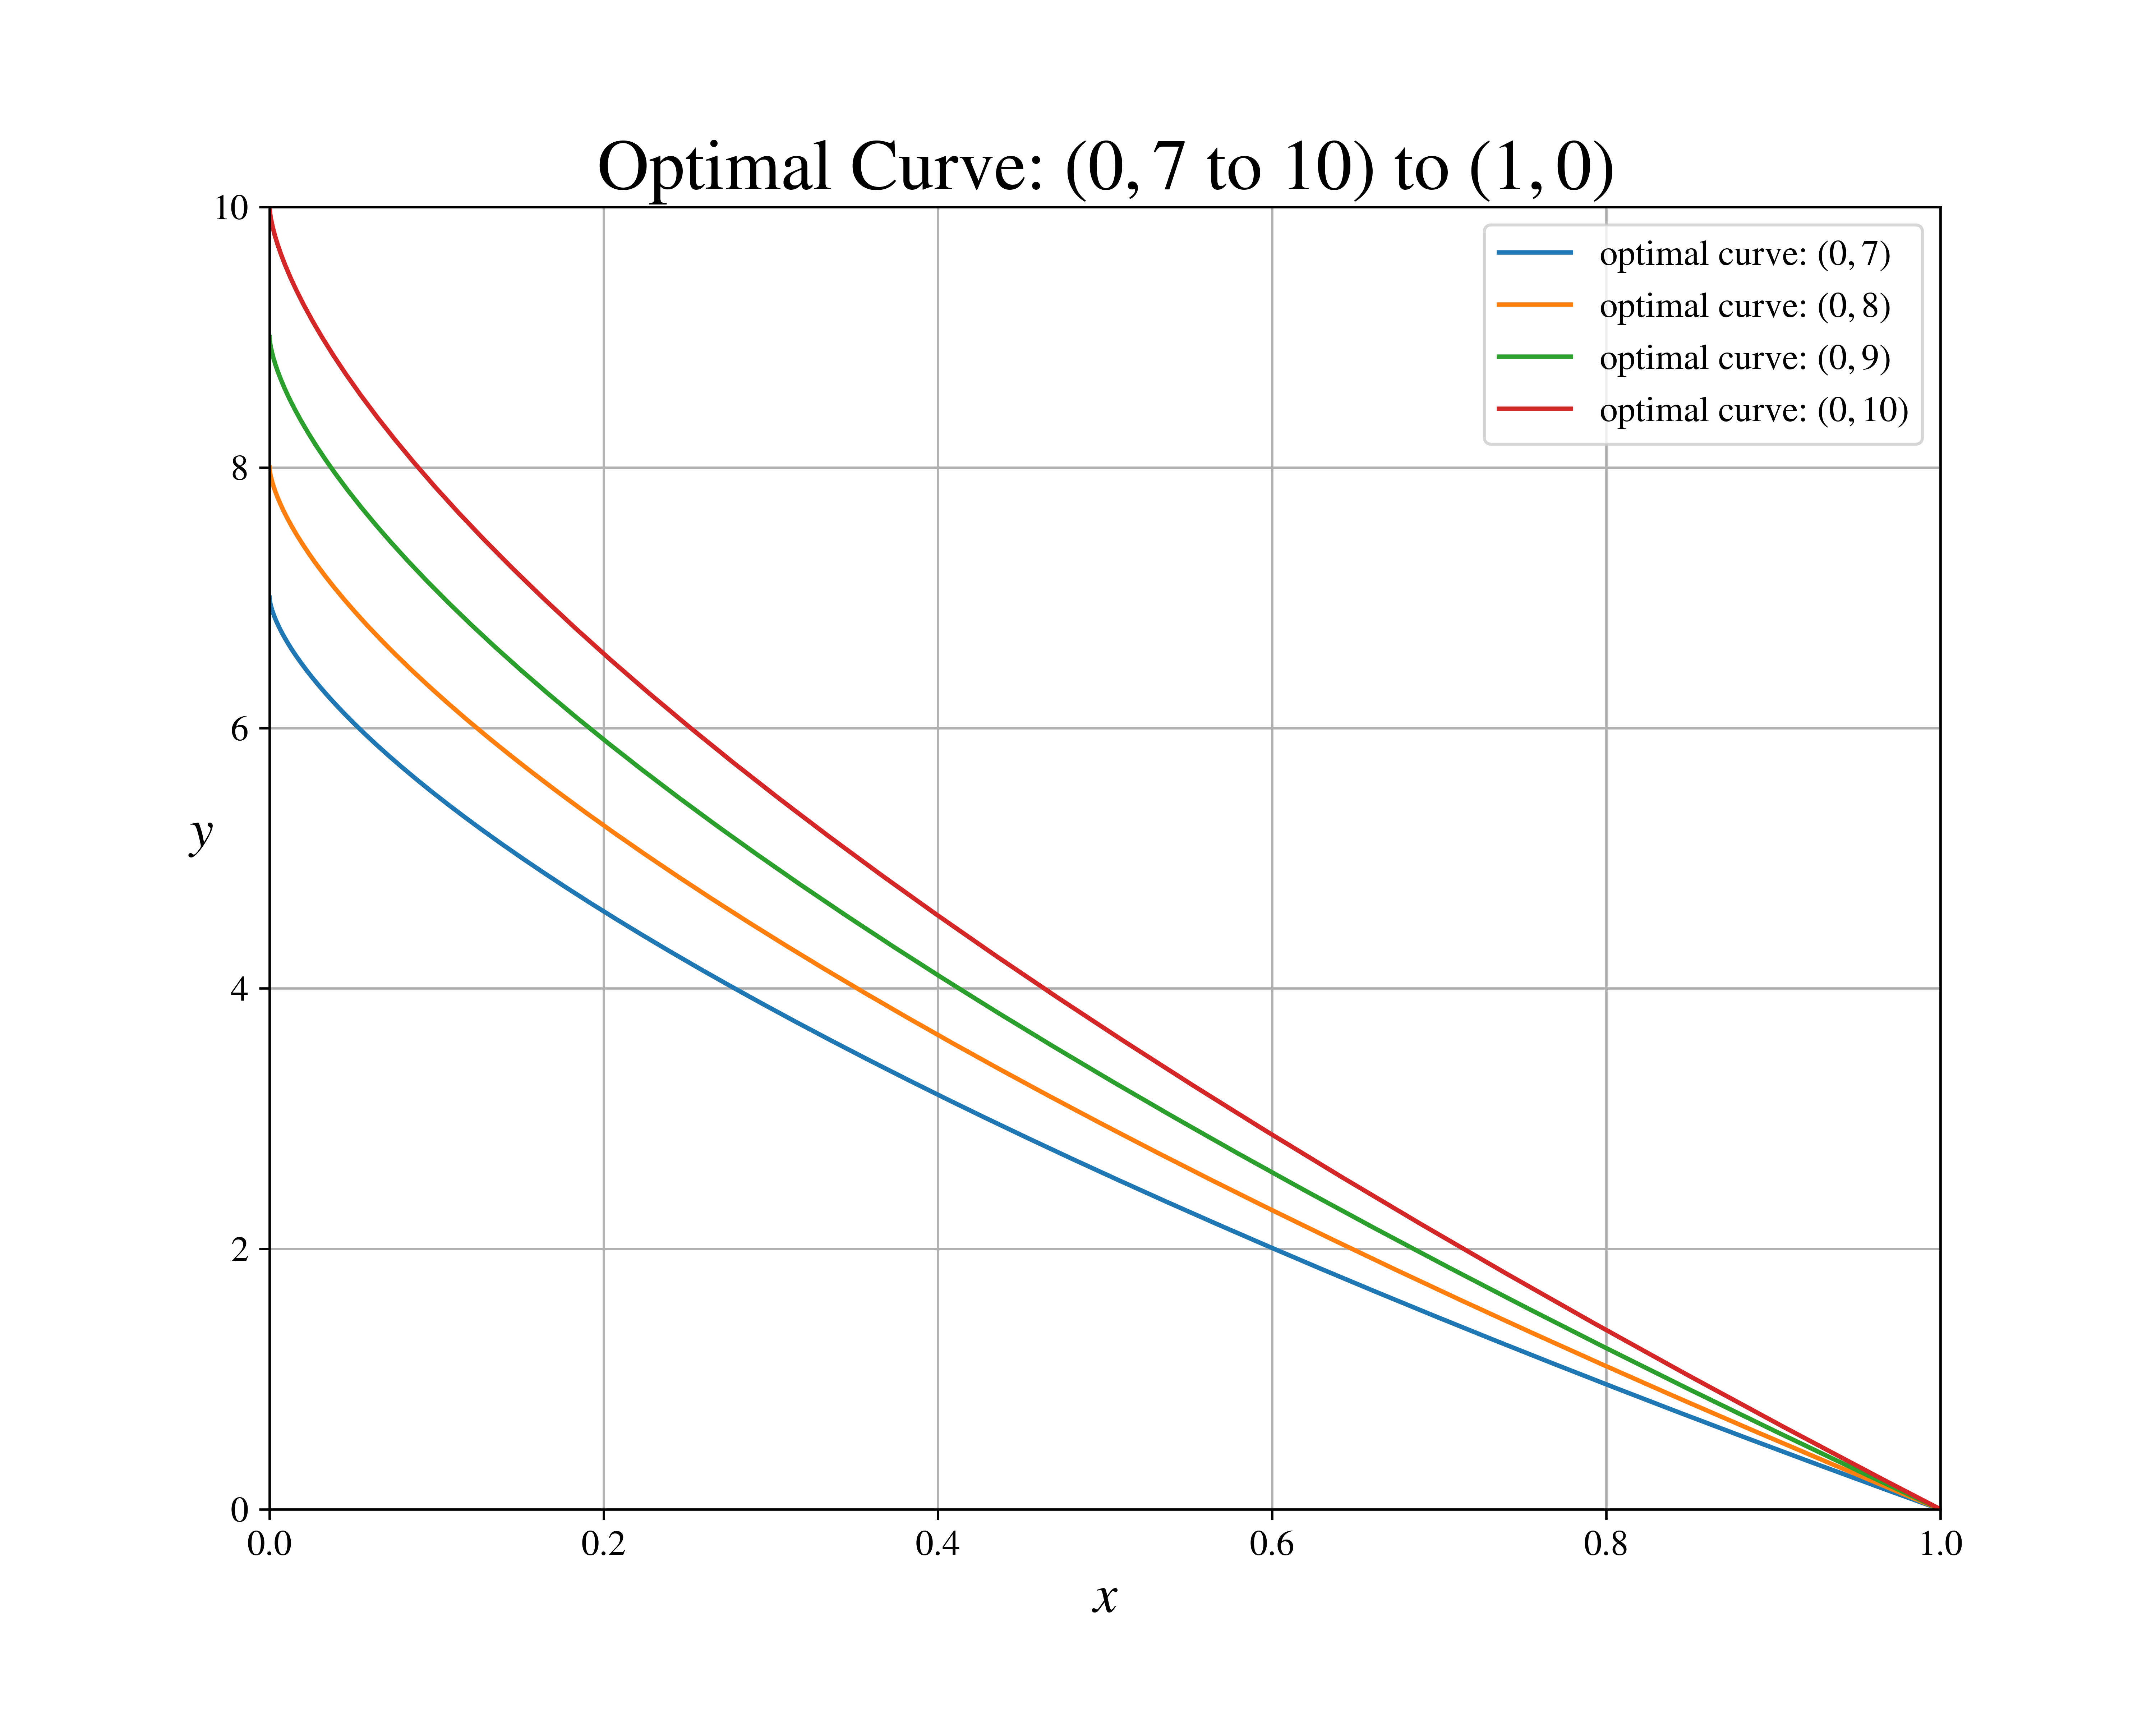 Optimal Curve: (0, 7 to 10) to (1, 0)
optimal curve: (0, 7)
optimal curve: (0, 8)
optimal curve: (0, 9)
optimal curve: (0, 10)
10
8
6
4
2
0
y
0.0 0.2 0.4 0.6 0.8 1.0
x